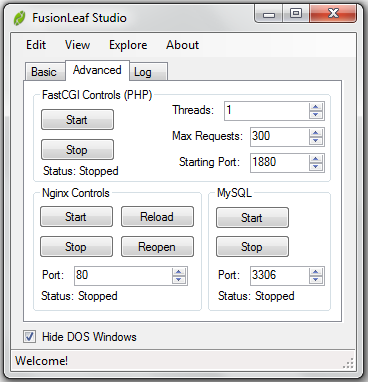 FusionLeaf Studio
Edit View Explore About
Basic Advanced Log
FastCGI Controls (PHP)
Start
Stop
Status: Stopped
Threads: 1
Max Requests: 300
Starting Port: 1880
Nginx Controls
Start Reload
Stop Reopen
Port: 80
Status: Stopped
MySQL
Start
Stop
Port: 3306
Status: Stopped
Hide DOS Windows
Welcome!